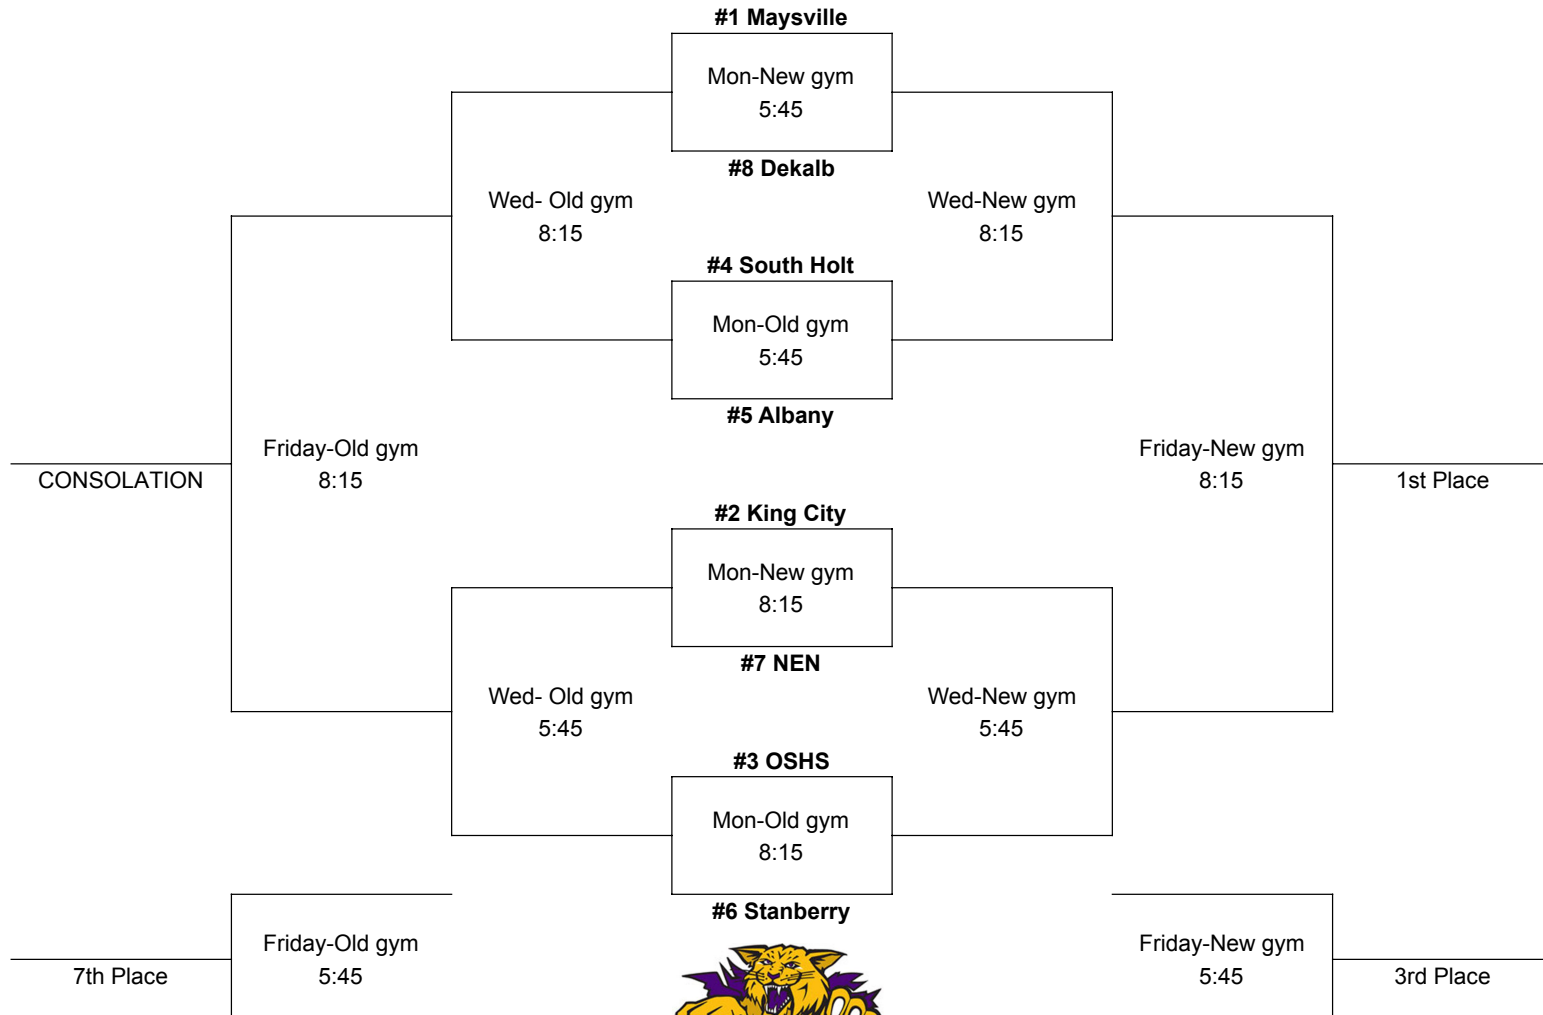 #1 Maysville
Mon-New gym
5:45
#8 Dekalb
Wed- Old gym
8:15
Wed-New gym
8:15
#4 South Holt
Mon-Old gym
5:45
#5 Albany
Friday-Old gym
8:15
CONSOLATION
Friday-New gym
8:15
1st Place
#2 King City
Mon-New gym
8:15
#7 NEN
Wed- Old gym
5:45
Wed-New gym
5:45
#3 OSHS
Mon-Old gym
8:15
#6 Stanberry
Friday-Old gym
5:45
7th Place
Friday-New gym
5:45
3rd Place